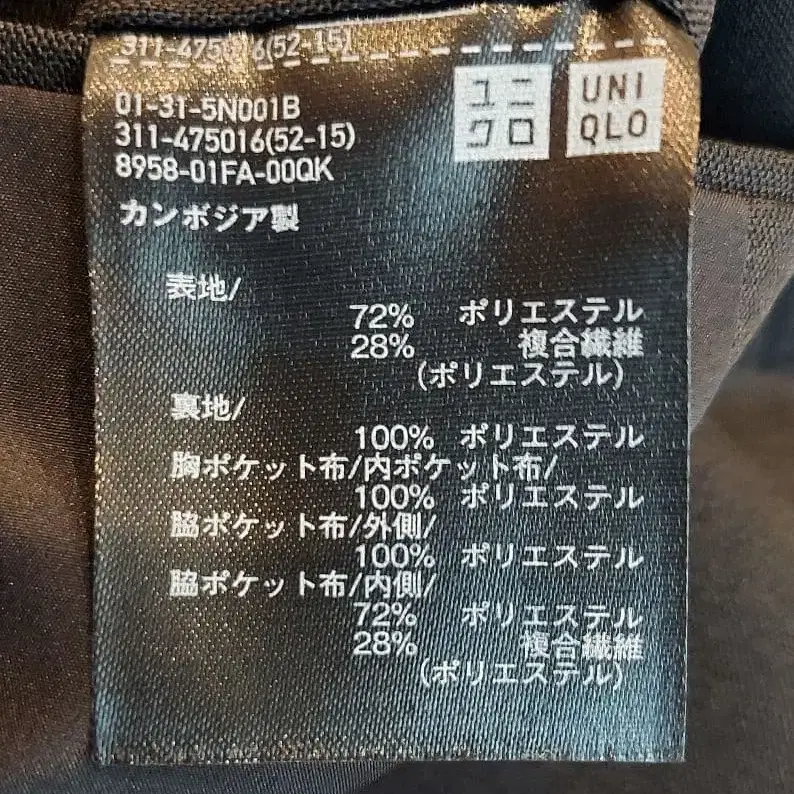 311-475016(52-15)
ユニ
クロ
UNI
QLO
01-31-5N001B
311-475016(52-15)
8958-01FA-00QK
カンボジア製
表地/
72% ポリエステル
28% 複合繊維
(ポリエステル)
裏地/
100% ポリエステル
胸ポケット布/内ポケット布/
100% ポリエステル
脇ポケット布/外側/
100% ポリエステル
脇ポケット布/内側/
72% ポリエステル
28% 複合繊維
(ポリエステル)